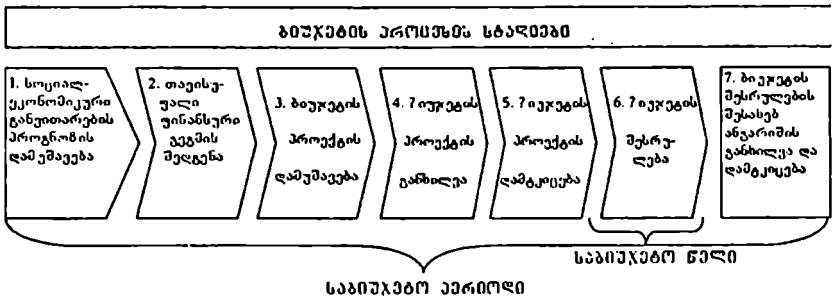 ბიუჯეტის პროცესის სტადიები
1. სოციალ-
ეკონომიკური
განვითარების
პროგნოზის
დამუშავება
2. თავისუ-
ფალი
ფინანსური
გეგმის
შედგენა
3. ბიუჯეტის
პროექტის
დამუშავება
4. ბიუჯეტის
პროექტის
განხილვა
5. ბიუჯეტის
პროექტის
დამტკიცება
6. ბიუჯეტის
შესრუ-
ლება
7. ბიუჯეტის
შესრულების
შესახებ
ანგარიშის
განხილვა და
დამტკიცება
საბიუჯეტო წელი
საბიუჯეტო პერიოდი